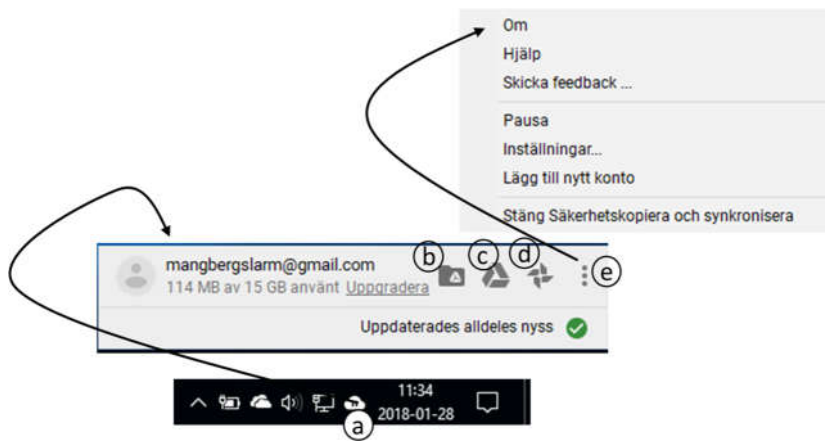 Om
Hjälp
Skicka feedback ...
Pausa
Inställningar...
Lägg till nytt konto
Stäng Säkerhetskopiera och synkronisera
b c d e
mangbergslarm@gmail.com
114 MB av 15 GB använt Uppgradera
Uppdaterades alldeles nyss
11:34
2018-01-28
a